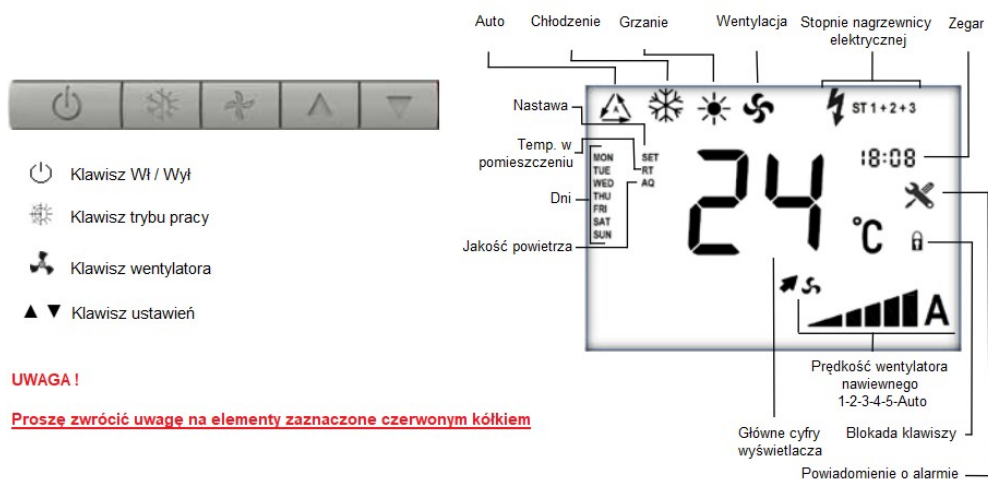 Auto Chłodzenie Grzanie Wentylacja Stopnie nagrzewnicy elektrycznej Zegar
ST 1+2+3
Nastawa
Temp. w
pomieszczeniu
Dni
Jakość powietrza
MON SET
TUE RT
WED AQ
THU
FRI
SAT
SUN
24
°C
18:08
A
Klawisz Wł / Wył
Klawisz trybu pracy
Klawisz wentylatora
▲ ▼ Klawisz ustawień
UWAGA !
Proszę zwrócić uwagę na elementy zaznaczone czerwonym kółkiem
Prędkość wentylatora
nawiewnego
1-2-3-4-5-Auto
Główne cyfry
wyświetlacza
Blokada klawiszy
Powiadomienie o alarmie